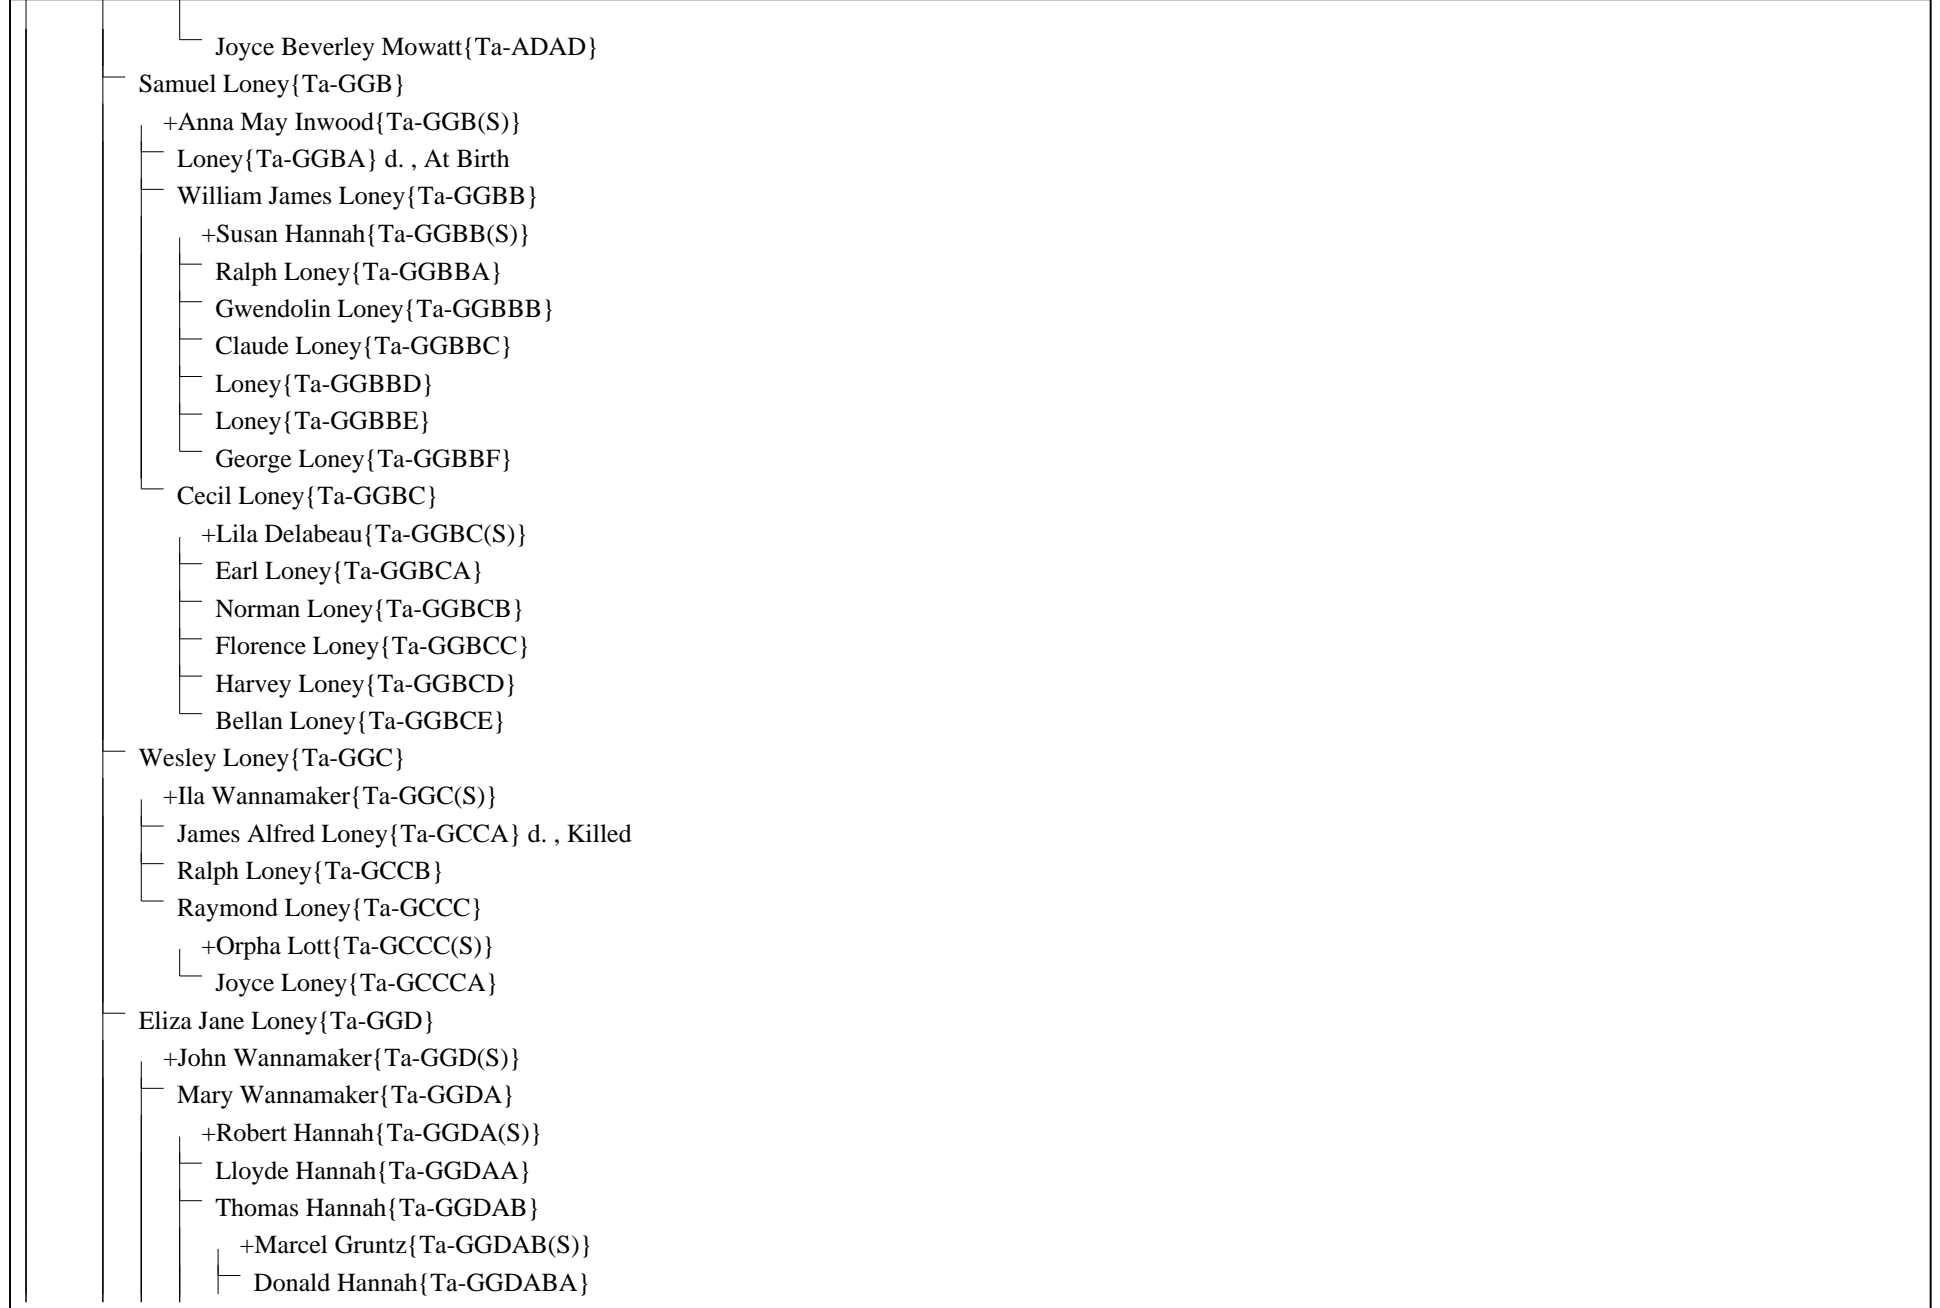 Joyce Beverley Mowatt{Ta-ADAD}
Samuel Loney{Ta-GGB}
+Anna May Inwood{Ta-GGB(S)}
Loney{Ta-GGBA} d. , At Birth
William James Loney{Ta-GGBB}
+Susan Hannah{Ta-GGBB(S)}
Ralph Loney{Ta-GGBBA}
Gwendolin Loney{Ta-GGBBB}
Claude Loney{Ta-GGBBC}
Loney{Ta-GGBBD}
Loney{Ta-GGBBE}
George Loney{Ta-GGBBF}
Cecil Loney{Ta-GGBC}
+Lila Delabeau{Ta-GGBC(S)}
Earl Loney{Ta-GGBCA}
Norman Loney{Ta-GGBCB}
Florence Loney{Ta-GGBCC}
Harvey Loney{Ta-GGBCD}
Bellan Loney{Ta-GGBCE}
Wesley Loney{Ta-GGC}
+Ila Wannamaker{Ta-GGC(S)}
James Alfred Loney{Ta-GCCA} d. , Killed
Ralph Loney{Ta-GCCB}
Raymond Loney{Ta-GCCC}
+Orpha Lott{Ta-GCCC(S)}
Joyce Loney{Ta-GCCCA}
Eliza Jane Loney{Ta-GGD}
+John Wannamaker{Ta-GGD(S)}
Mary Wannamaker{Ta-GGDA}
+Robert Hannah{Ta-GGDA(S)}
Lloyde Hannah{Ta-GGDAA}
Thomas Hannah{Ta-GGDAB}
+Marcel Gruntz{Ta-GGDAB(S)}
Donald Hannah{Ta-GGDABA}